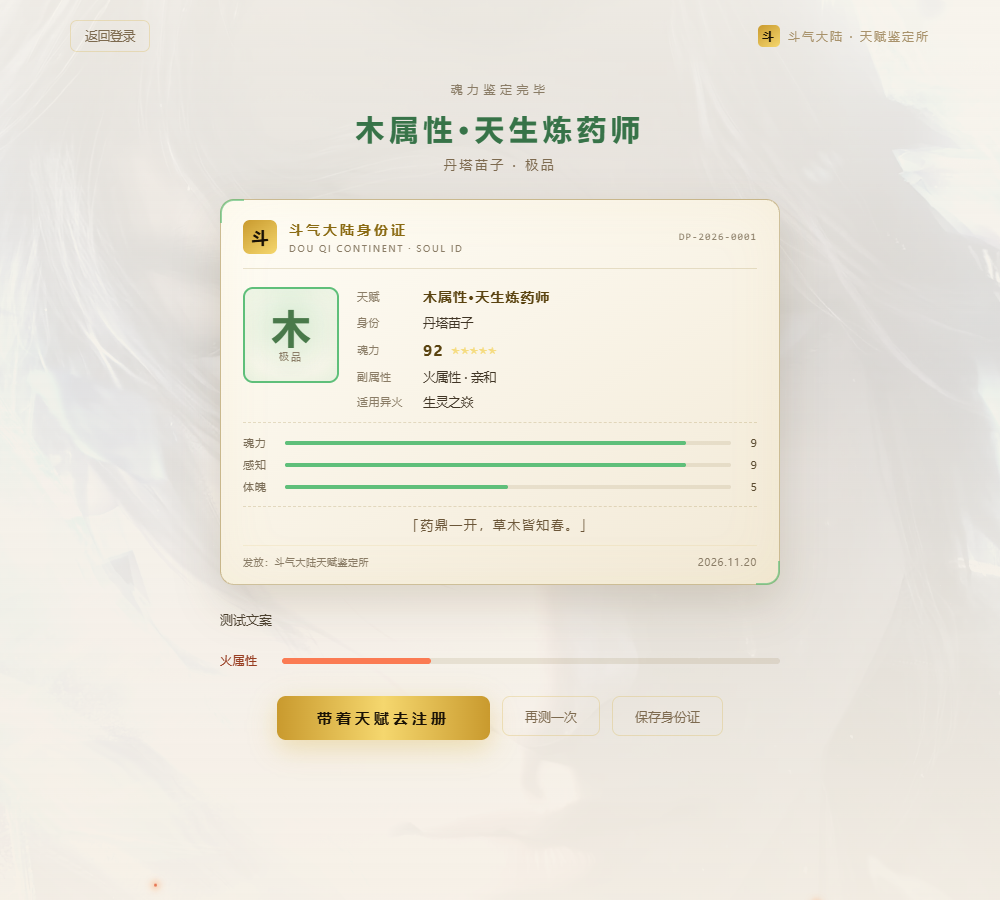 返回登录
斗 斗气大陆 · 天赋鉴定所
魂力鉴定完毕
木属性•天生炼药师
丹塔苗子 · 极品
斗 斗气大陆身份证
DOU QI CONTINENT · SOUL ID
DP-2026-0001
木
极品
天赋 木属性•天生炼药师
身份 丹塔苗子
魂力 92 ★★★★★
副属性 火属性 · 亲和
适用异火 生灵之焱
魂力 9
感知 9
体魄 5
「药鼎一开，草木皆知春。」
发放：斗气大陆天赋鉴定所 2026.11.20
测试文案
火属性
带着天赋去注册 再测一次 保存身份证